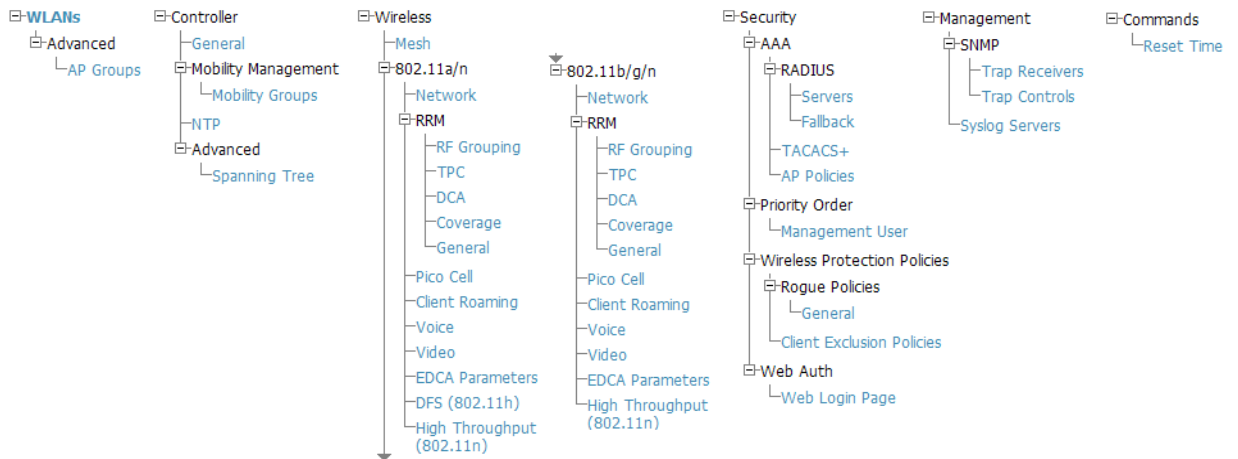 WLANs
Advanced
AP Groups
Controller
General
Mobility Management
Mobility Groups
NTP
Advanced
Spanning Tree
Wireless
Mesh
802.11a/n
Network
RRM
RF Grouping
TPC
DCA
Coverage
General
Pico Cell
Client Roaming
Voice
Video
EDCA Parameters
DFS (802.11h)
High Throughput
(802.11n)
802.11b/g/n
Network
RRM
RF Grouping
TPC
DCA
Coverage
General
Pico Cell
Client Roaming
Voice
Video
EDCA Parameters
High Throughput
(802.11n)
Security
AAA
RADIUS
Servers
Fallback
TACACS+
AP Policies
Priority Order
Management User
Wireless Protection Policies
Rogue Policies
General
Client Exclusion Policies
Web Auth
Web Login Page
Management
SNMP
Trap Receivers
Trap Controls
Syslog Servers
Commands
Reset Time